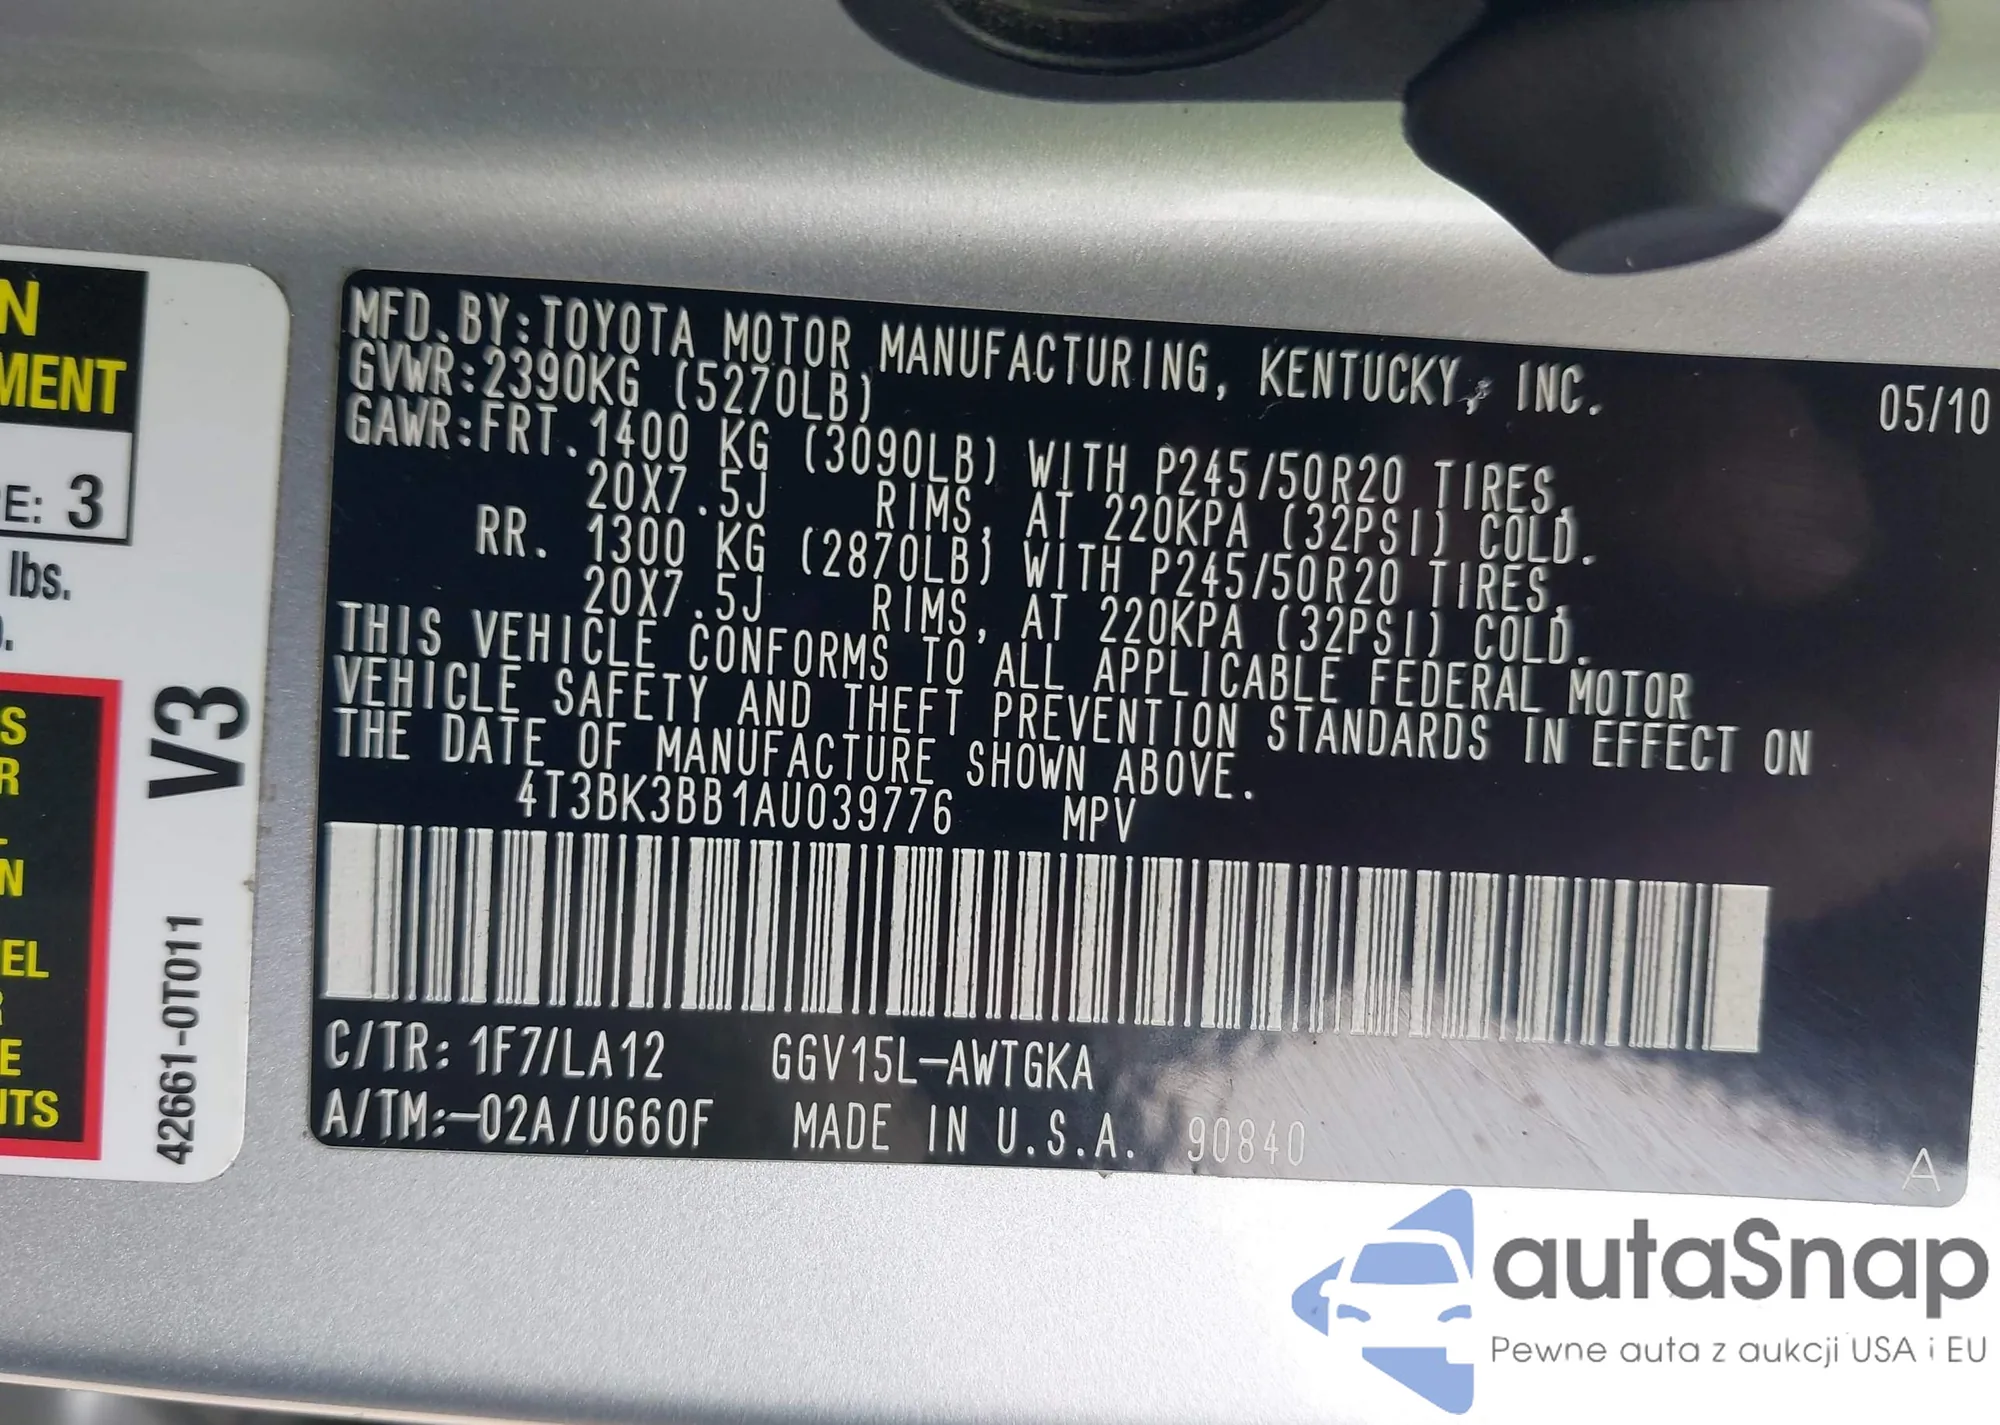 N
MENT
RE: 3
lbs.
S
R
N
EL
R
E
ITS
V3
42661-0T011
MFD.BY:TOYOTA MOTOR MANUFACTURING, KENTUCKY, INC. 05/10
GVWR:2390KG (5270LB)
GAWR:FRT. 1400 KG (3090LB) WITH P245/50R20 TIRES,
20X7.5J RIMS, AT 220KPA (32PSI) COLD.
RR. 1300 KG (2870LB) WITH P245/50R20 TIRES,
20X7.5J RIMS, AT 220KPA (32PSI) COLD.
THIS VEHICLE CONFORMS TO ALL APPLICABLE FEDERAL MOTOR
VEHICLE SAFETY AND THEFT PREVENTION STANDARDS IN EFFECT ON
THE DATE OF MANUFACTURE SHOWN ABOVE.
4T3BK3BB1AU039776 MPV
C/TR: 1F7/LA12 GGV15L-AWTGKA
A/TM:-02A/U660F MADE IN U.S.A. 90840
A
autaSnap
Pewne auta z aukcji USA i EU